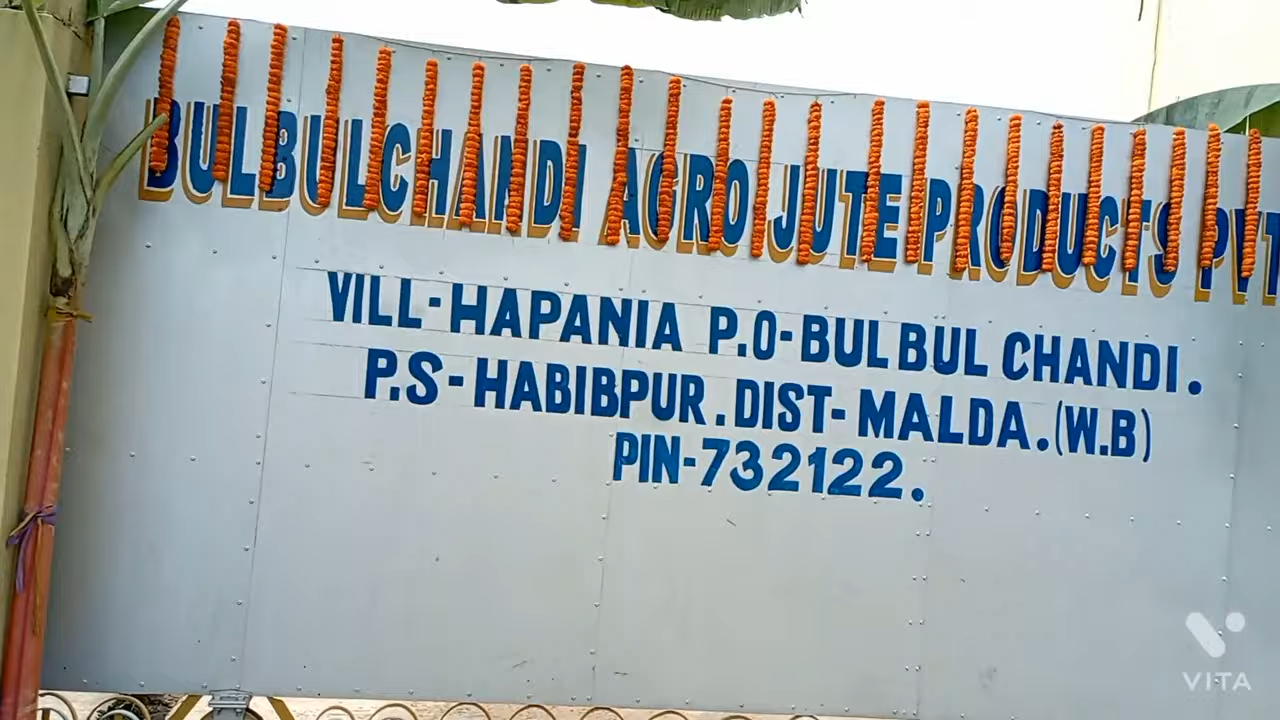 BULBULCHANDI AGRO JUTE PRODUCTS PVT
VILL-HAPANIA P.O-BULBUL CHANDI.
P.S-HABIBPUR. DIST-MALDA.(W.B)
PIN-732122.
VITA